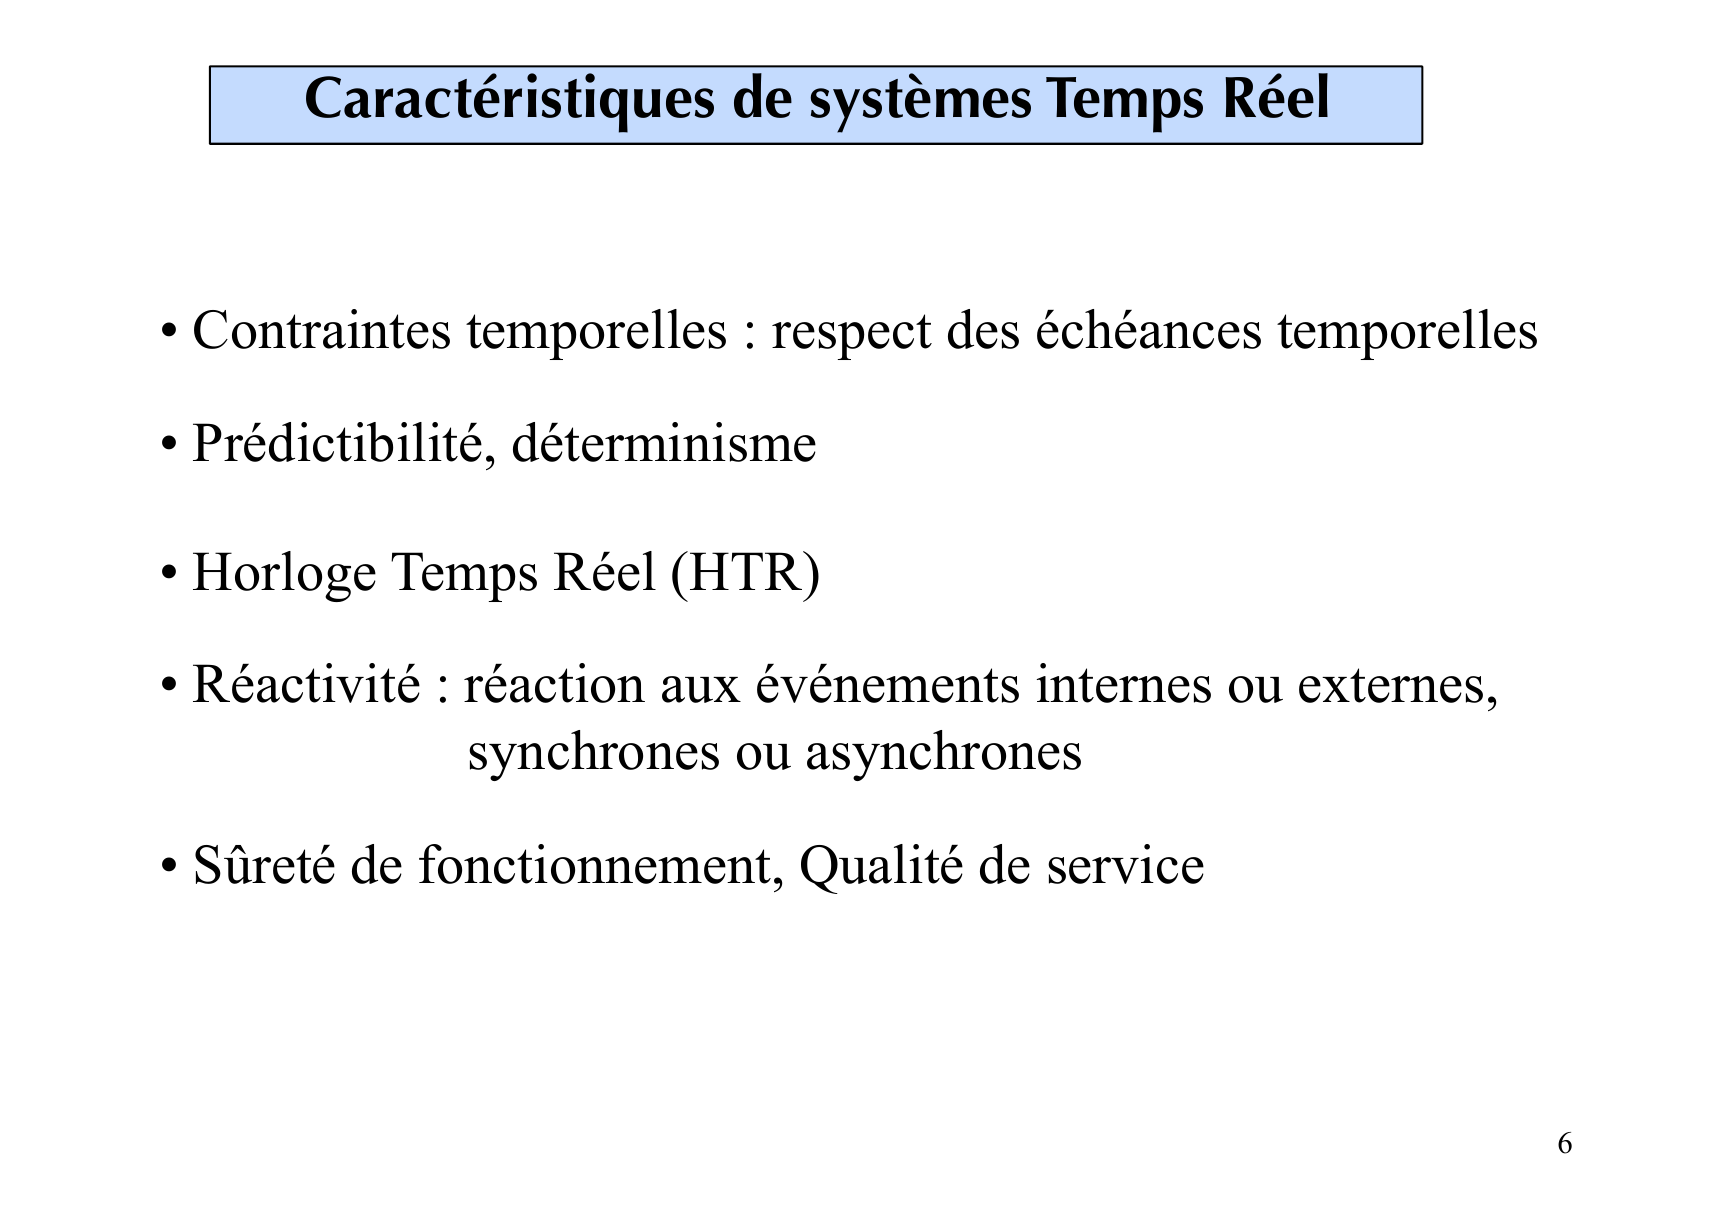 Caractéristiques de systèmes Temps Réel
• Contraintes temporelles : respect des échéances temporelles
• Prédictibilité, déterminisme
• Horloge Temps Réel (HTR)
• Réactivité : réaction aux événements internes ou externes,
synchrones ou asynchrones
• Sûreté de fonctionnement, Qualité de service
6